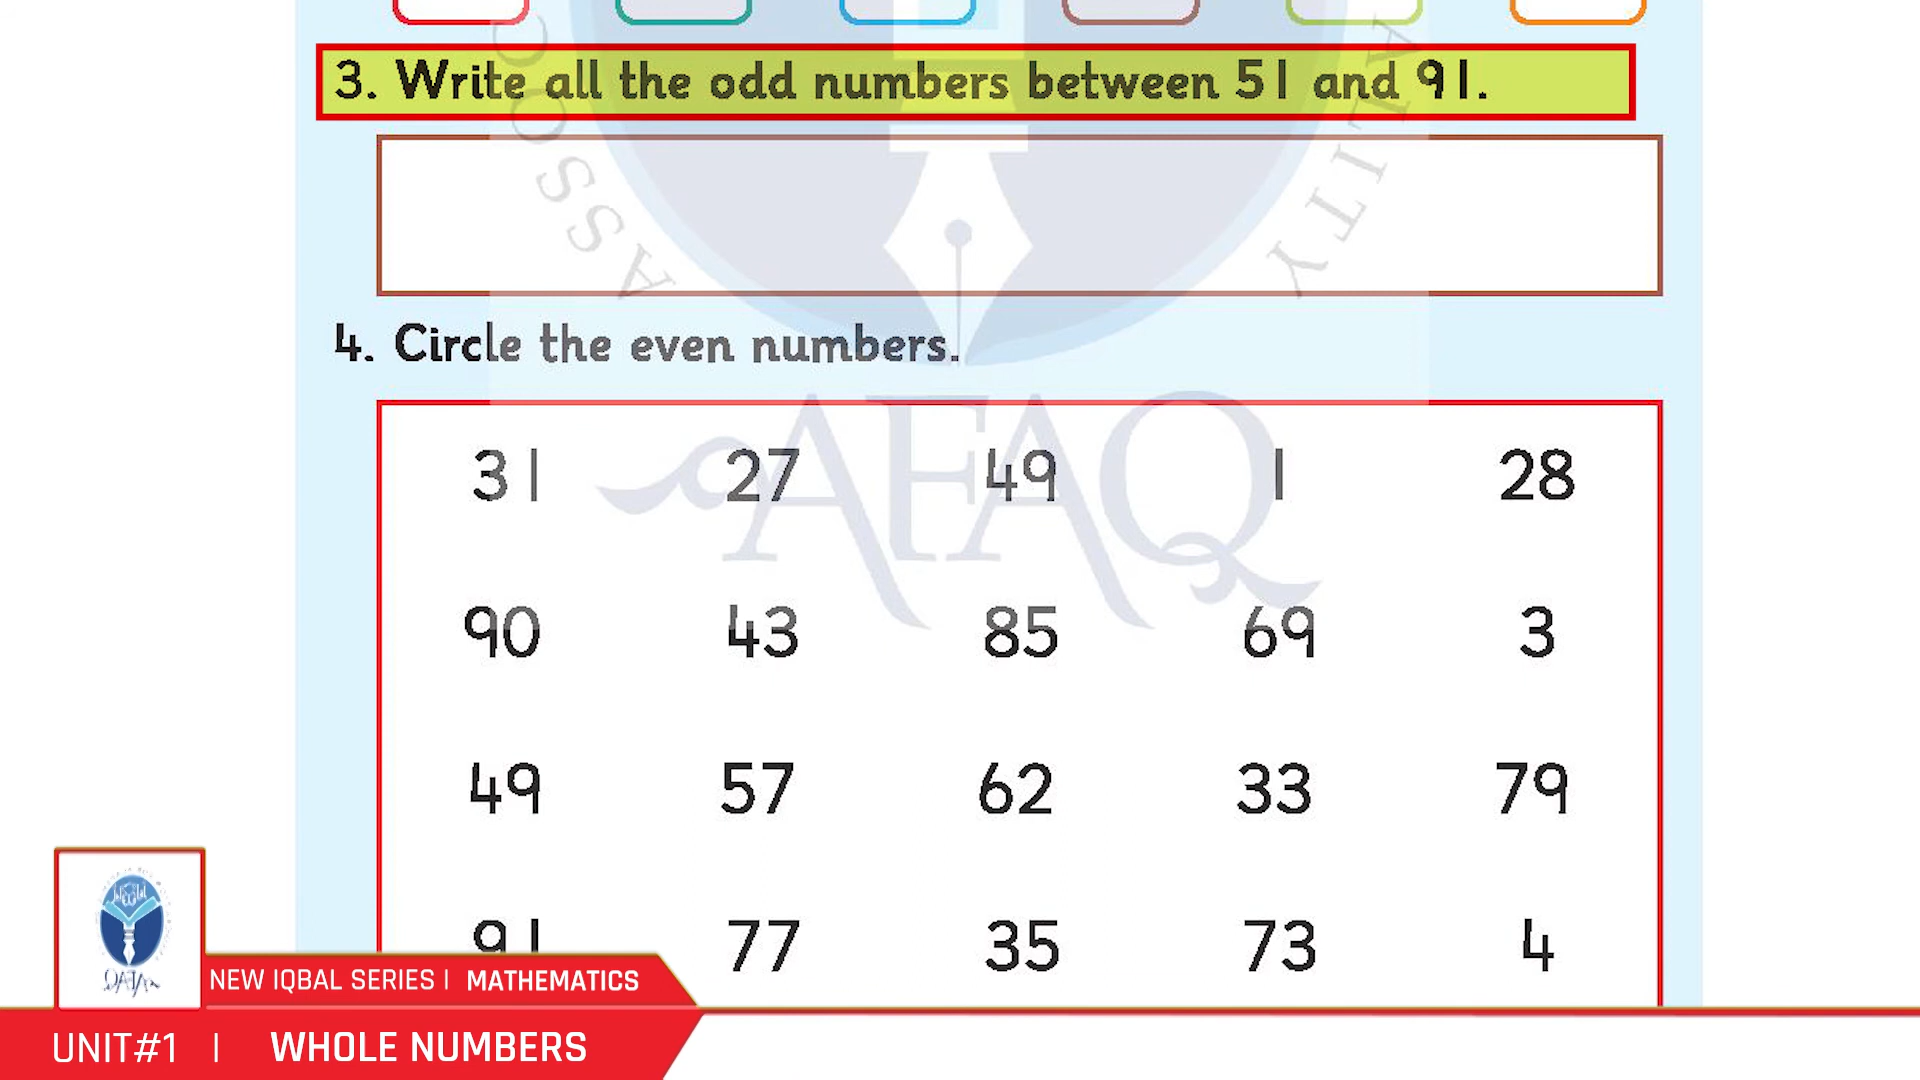 3. Write all the odd numbers between 51 and 91.
4. Circle the even numbers.
31 27 49 1 28
90 43 85 69 3
49 57 62 33 79
91 77 35 73 4
AFAQ
NEW IQBAL SERIES | MATHEMATICS
UNIT#1 | WHOLE NUMBERS